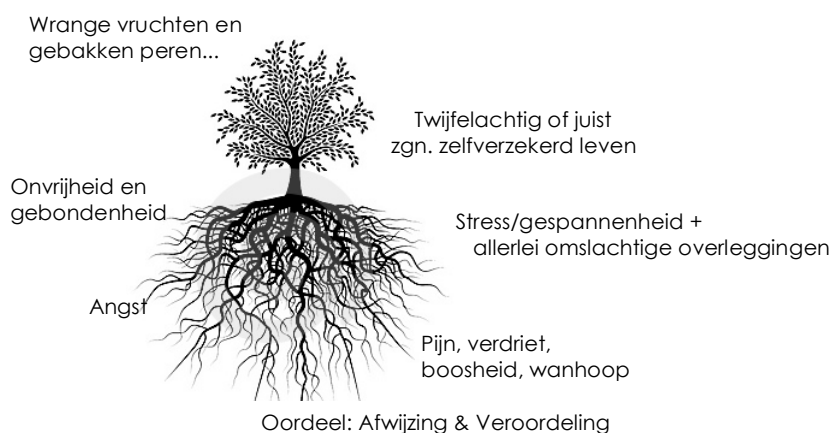 Wrange vruchten en
gebakken peren...
Twijfelachtig of juist
zgn. zelfverzekerd leven
Onvrijheid en
gebondenheid
Stress/gespannenheid +
allerlei omslachtige overleggingen
Angst
Pijn, verdriet,
boosheid, wanhoop
Oordeel: Afwijzing & Veroordeling